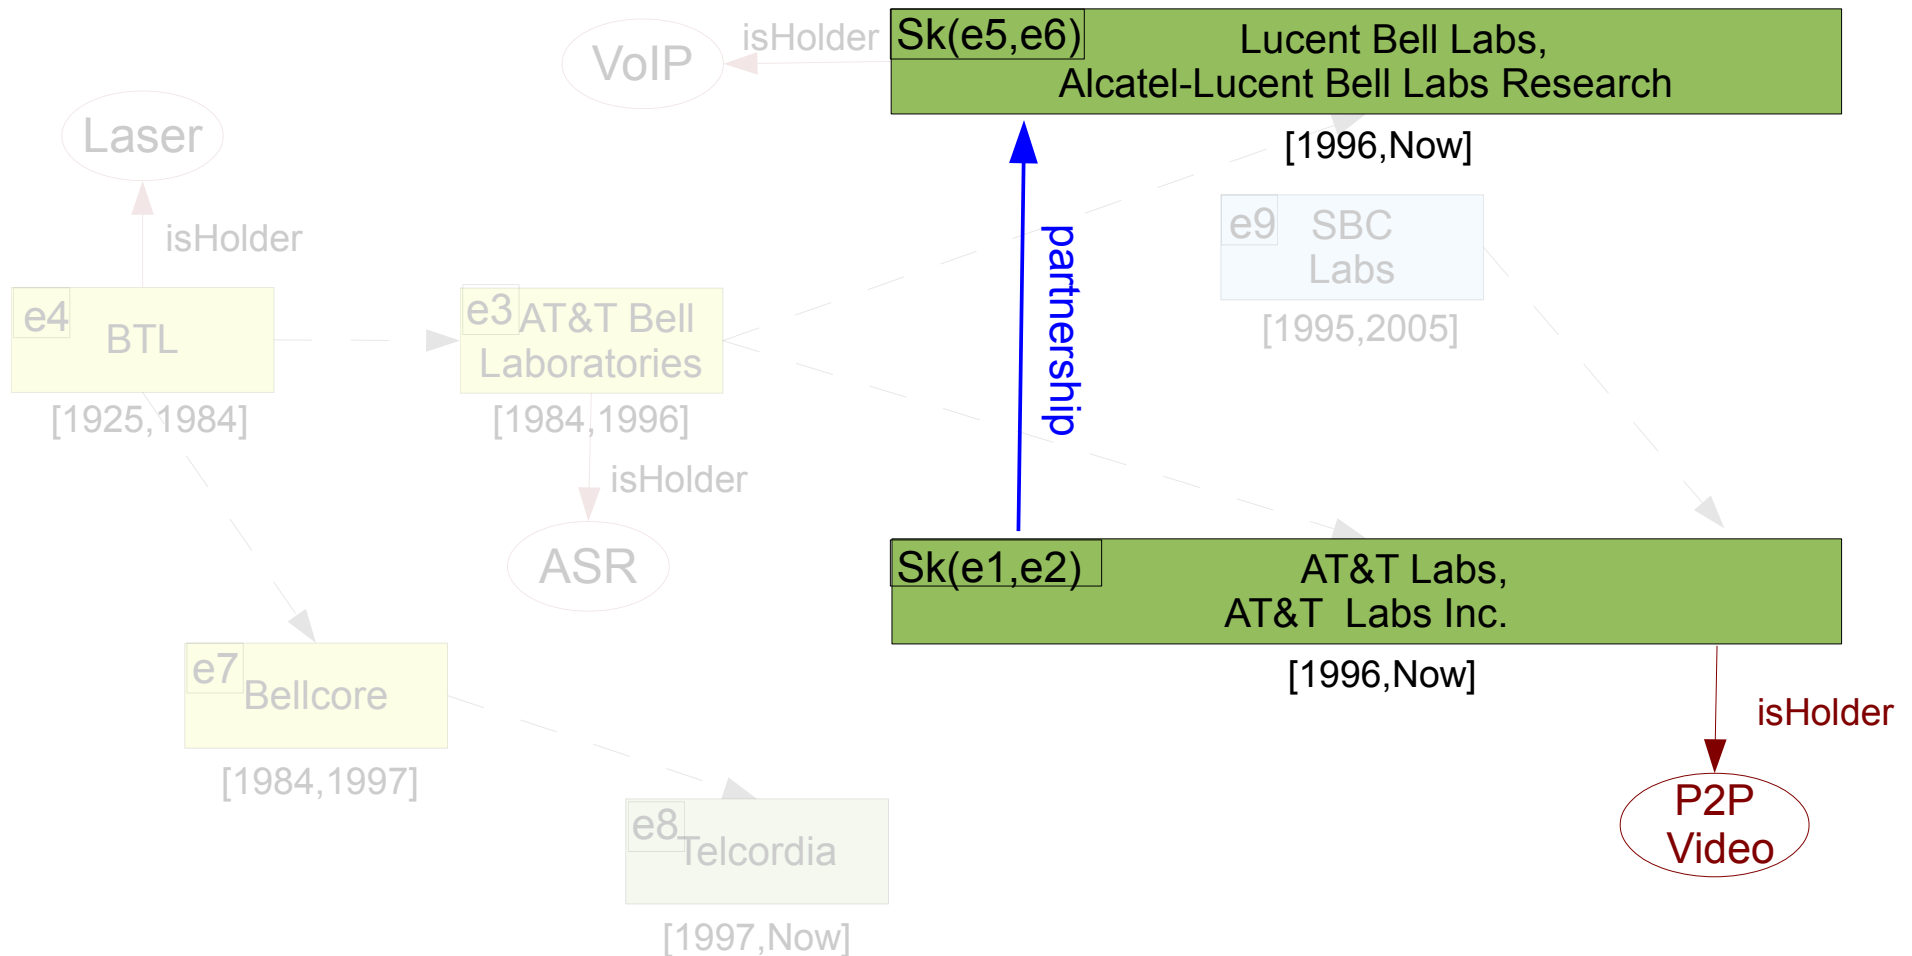 Sk(e5,e6)
Lucent Bell Labs,
Alcatel-Lucent Bell Labs Research
[1996,Now]
isHolder
VoIP
Laser
isHolder
e9
SBC
Labs
[1995,2005]
partnership
e4
BTL
[1925,1984]
e3
AT&T Bell
Laboratories
[1984,1996]
isHolder
ASR
Sk(e1,e2)
AT&T Labs,
AT&T Labs Inc.
[1996,Now]
isHolder
P2P
Video
e7
Bellcore
[1984,1997]
e8
Telcordia
[1997,Now]